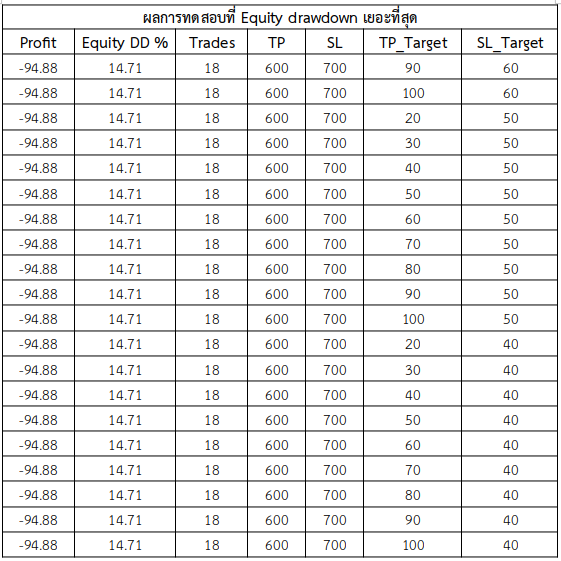 ผลการทดสอบที่ Equity drawdown เยอะที่สุด
Profit Equity DD % Trades TP SL TP_Target SL_Target
-94.88 14.71 18 600 700 90 60
-94.88 14.71 18 600 700 100 60
-94.88 14.71 18 600 700 20 50
-94.88 14.71 18 600 700 30 50
-94.88 14.71 18 600 700 40 50
-94.88 14.71 18 600 700 50 50
-94.88 14.71 18 600 700 60 50
-94.88 14.71 18 600 700 70 50
-94.88 14.71 18 600 700 80 50
-94.88 14.71 18 600 700 90 50
-94.88 14.71 18 600 700 100 50
-94.88 14.71 18 600 700 20 40
-94.88 14.71 18 600 700 30 40
-94.88 14.71 18 600 700 40 40
-94.88 14.71 18 600 700 50 40
-94.88 14.71 18 600 700 60 40
-94.88 14.71 18 600 700 70 40
-94.88 14.71 18 600 700 80 40
-94.88 14.71 18 600 700 90 40
-94.88 14.71 18 600 700 100 40